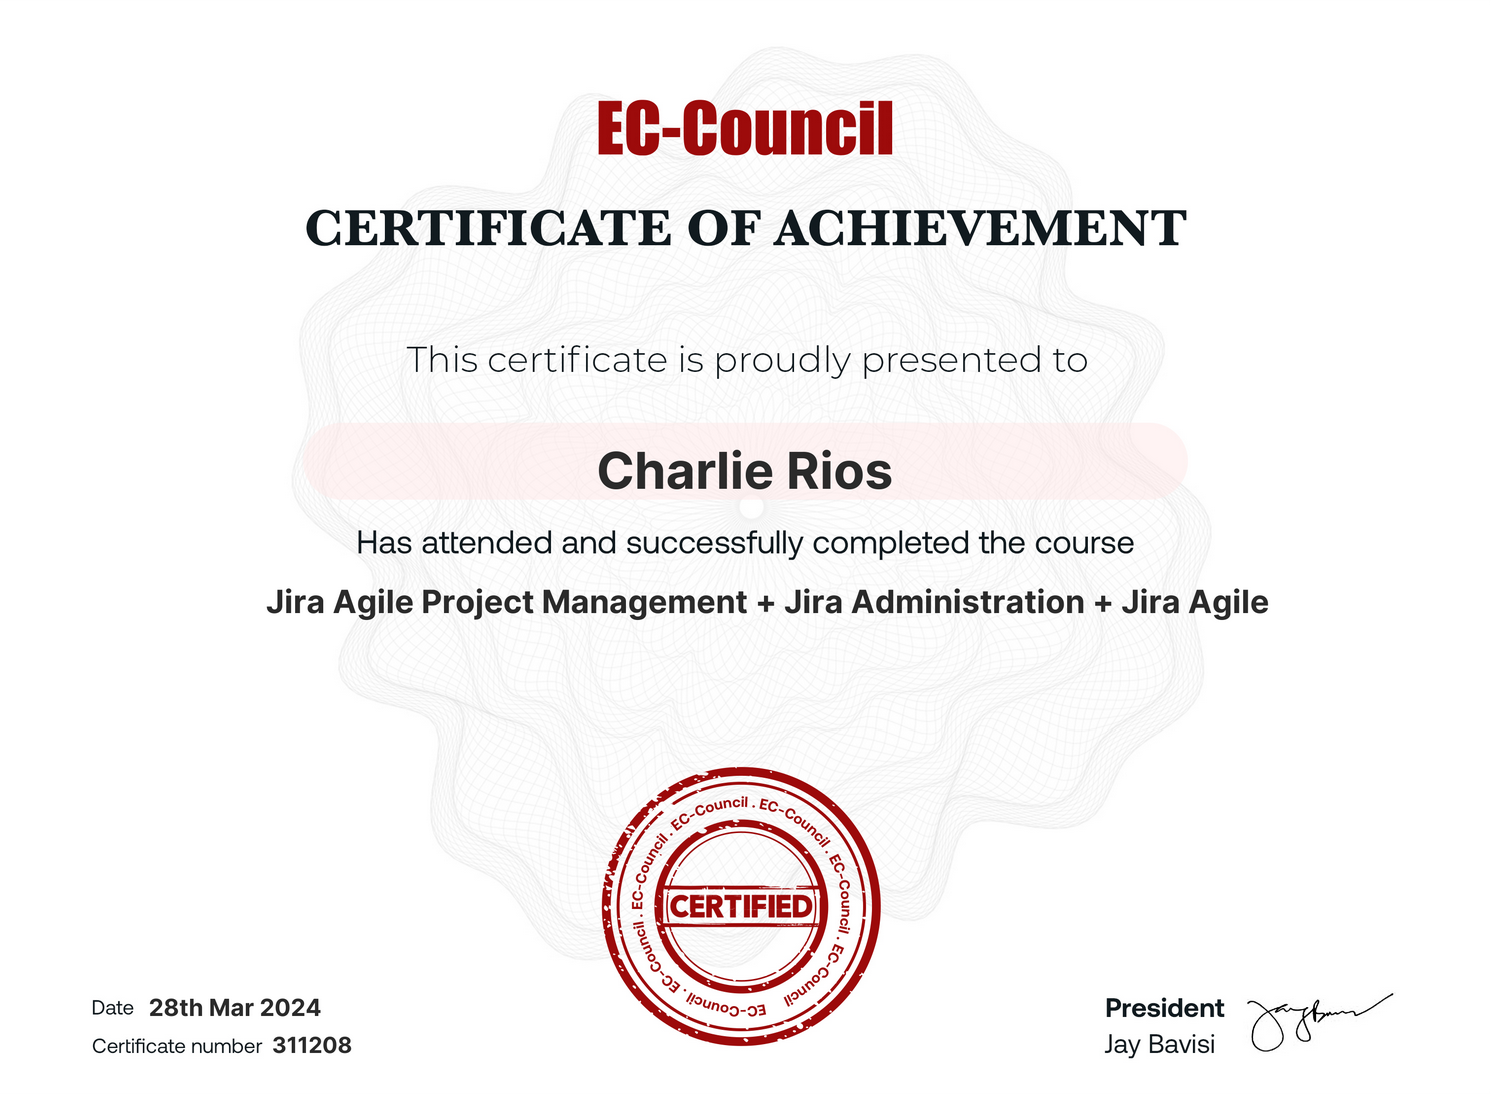 EC-Council
CERTIFICATE OF ACHIEVEMENT
This certificate is proudly presented to
Charlie Rios
Has attended and successfully completed the course
Jira Agile Project Management + Jira Administration + Jira Agile
EC-Council . EC-Council . EC-Council . EC-Council EC-Council . EC-Council . EC-Council .
CERTIFIED
Date 28th Mar 2024
Certificate number 311208
President
Jay Bavisi